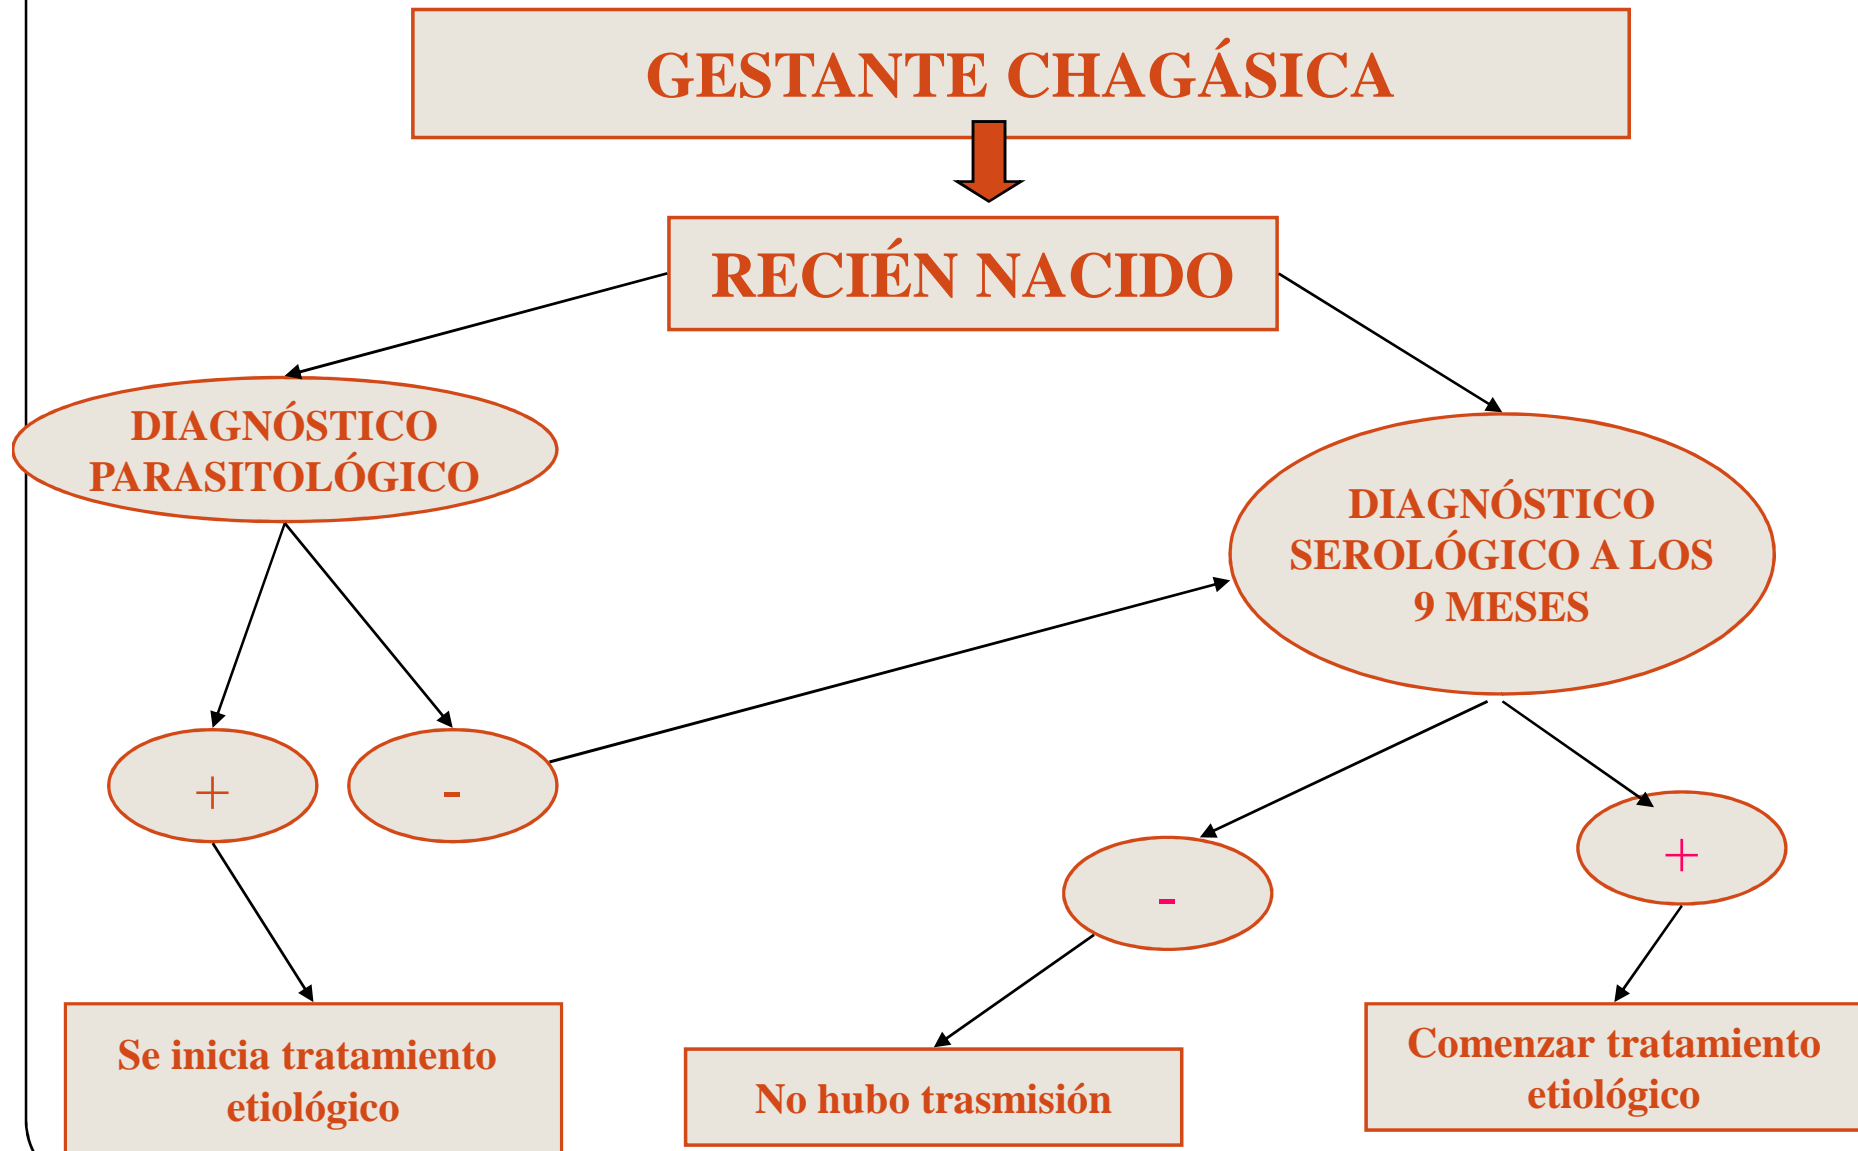 GESTANTE CHAGÁSICA
RECIÉN NACIDO
DIAGNÓSTICO
PARASITOLÓGICO
DIAGNÓSTICO
SEROLÓGICO A LOS
9 MESES
+
-
-
+
Se inicia tratamiento
etiológico
No hubo trasmisión
Comenzar tratamiento
etiológico